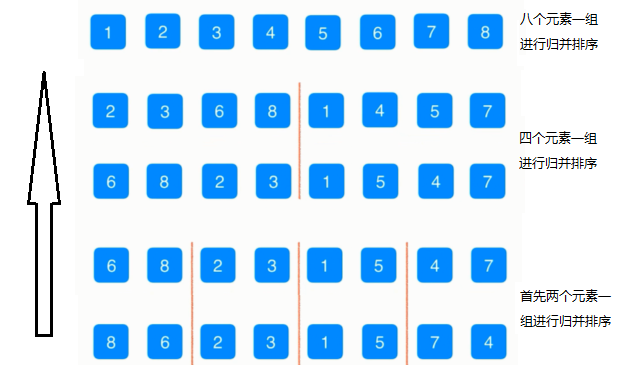 1 2 3 4 5 6 7 8
八个元素一组
进行归并排序
2 3 6 8 1 4 5 7
四个元素一组
进行归并排序
6 8 2 3 1 5 4 7
6 8 2 3 1 5 4 7
首先两个元素一
组进行归并排序
8 6 2 3 1 5 7 4